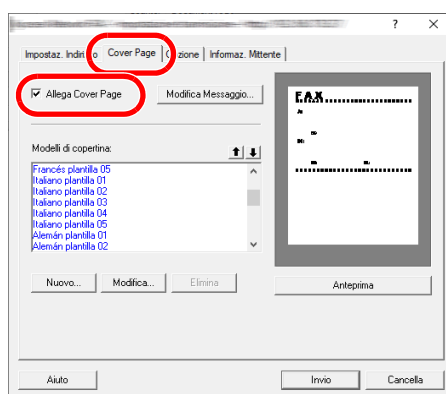 ?
Impostaz. Indiri o Cover Page O zione Informaz. Mittente
Allega Cover Page
Modifica Messaggio...
FAX
Modelli di copertina:
Francés plantilla 05
Italiano plantilla 01
Italiano plantilla 02
Italiano plantilla 03
Italiano plantilla 04
Italiano plantilla 05
Alemán plantilla 01
Alemán plantilla 02
Nuovo... Modifica... Elimina
Anteprima
Aiuto Invio Cancella